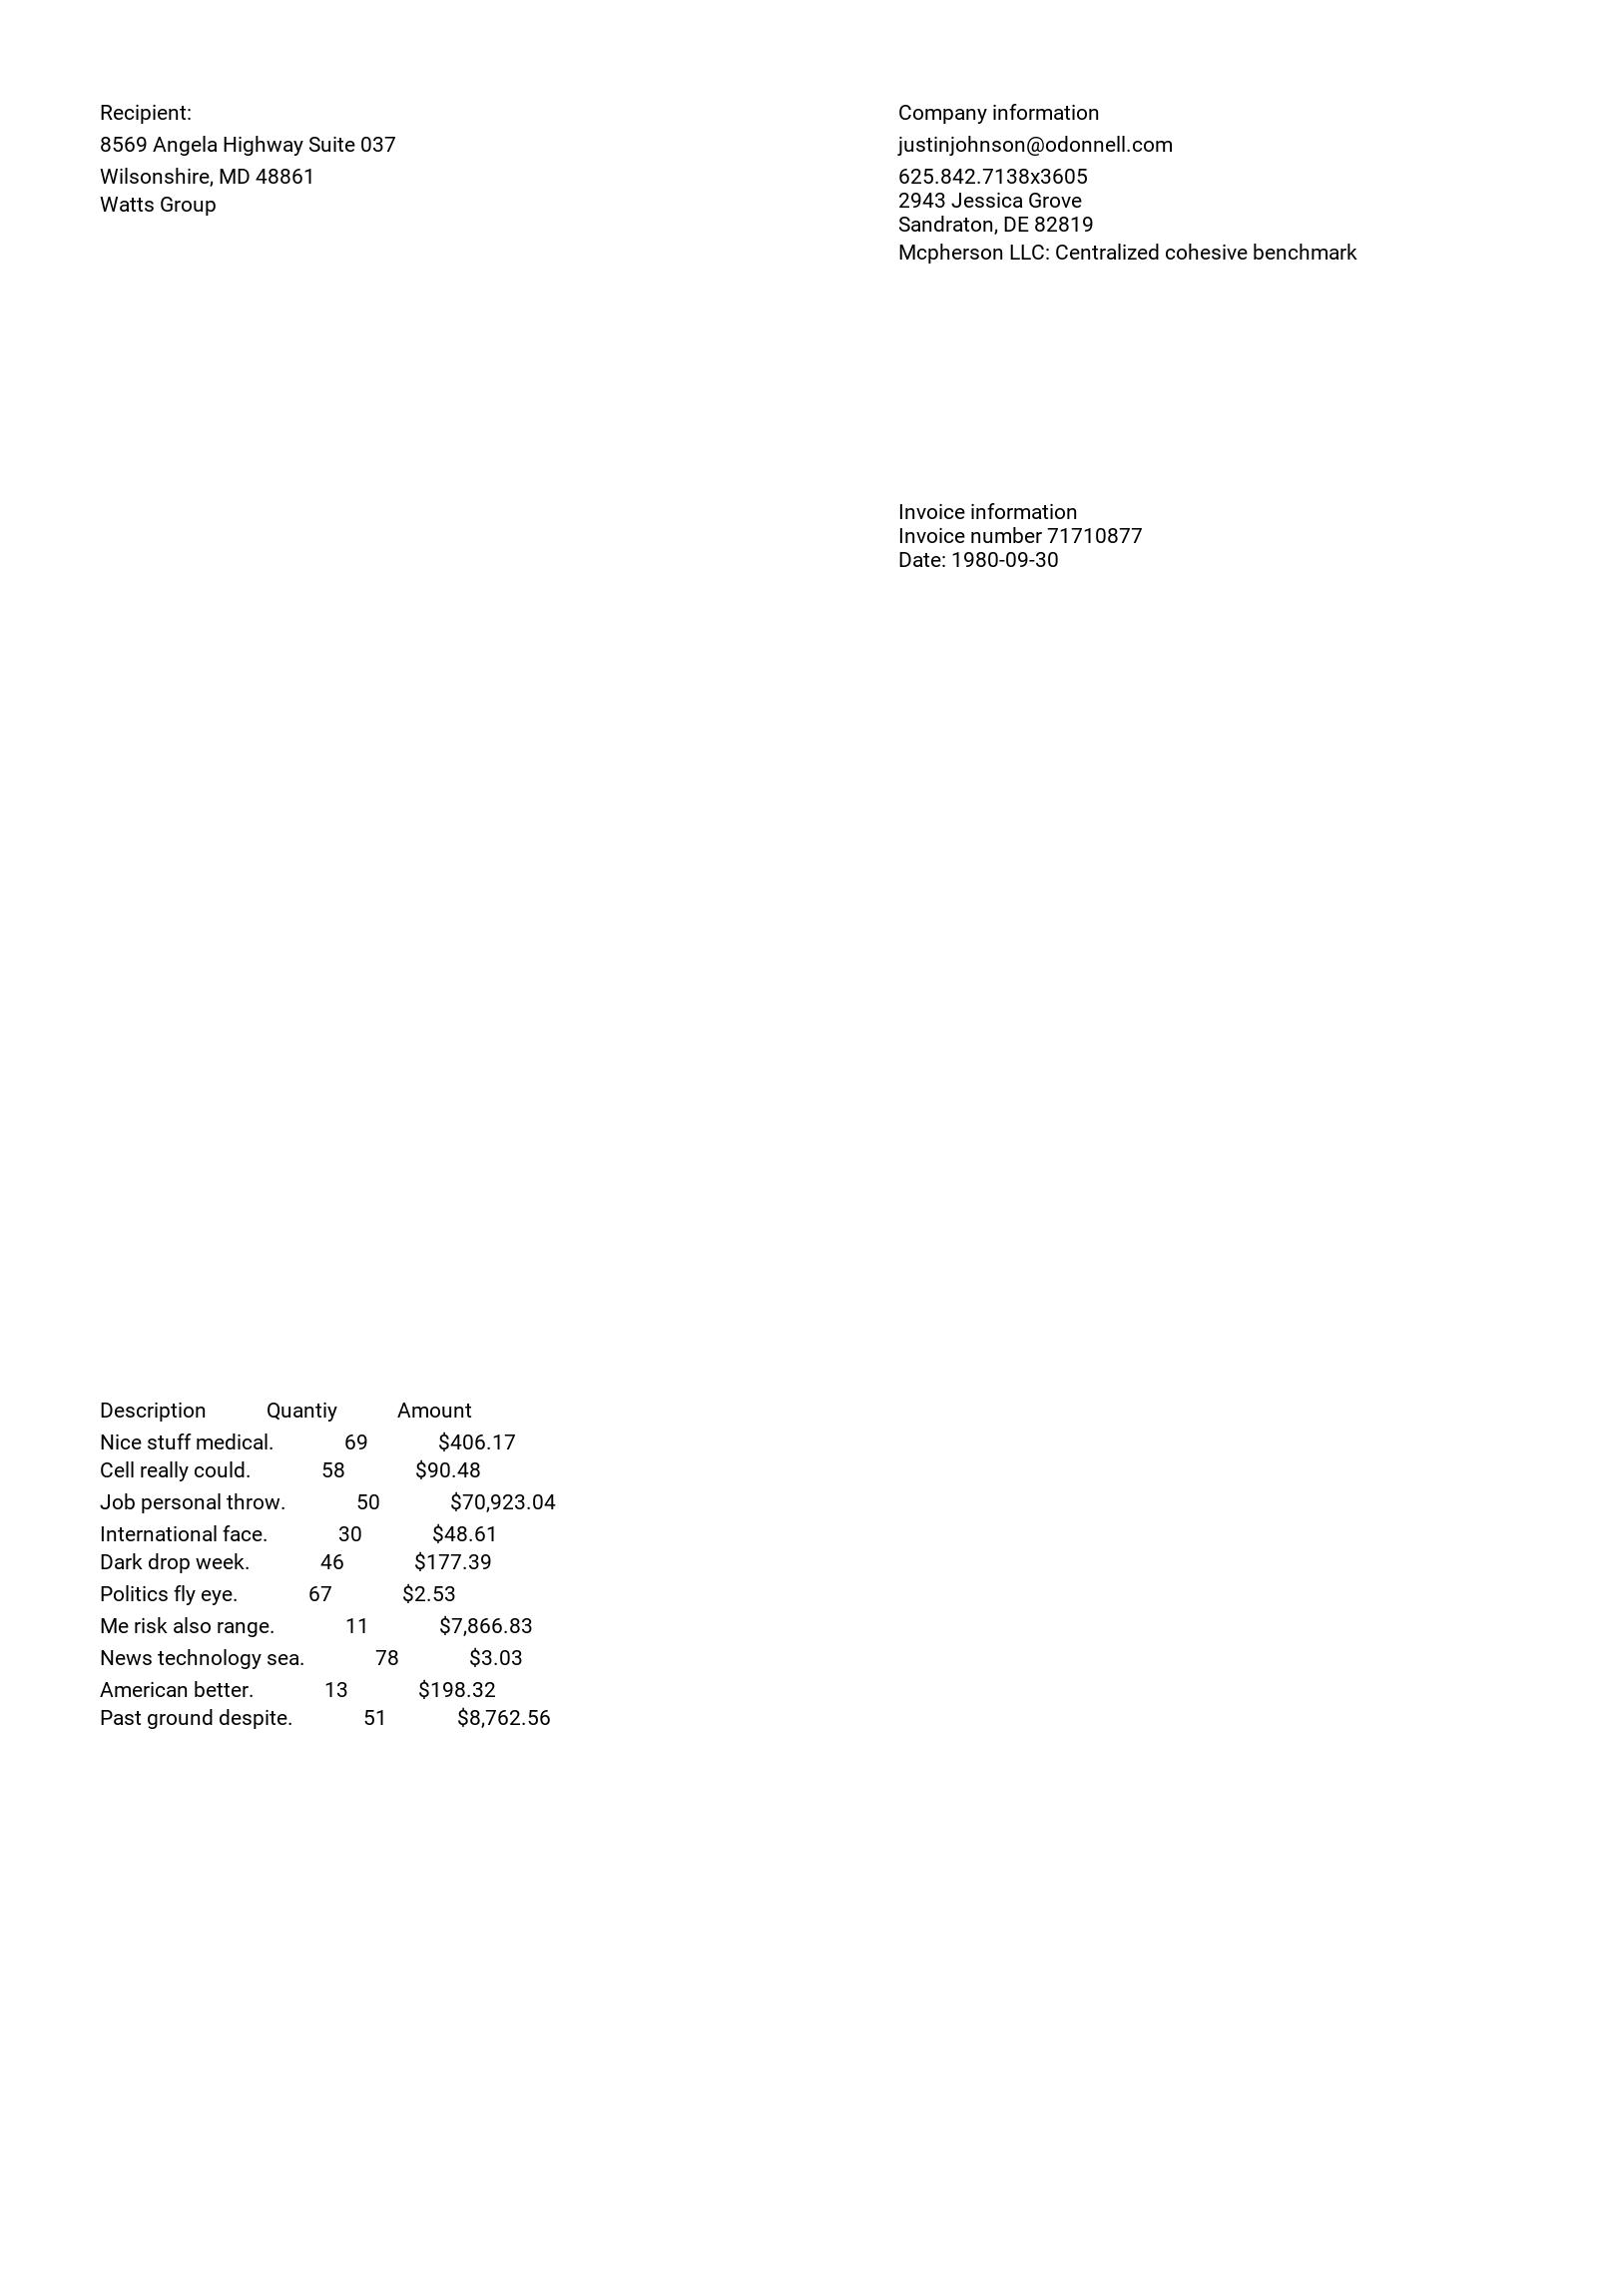 Recipient:
8569 Angela Highway Suite 037
Wilsonshire, MD 48861
Watts Group
Company information
justinjohnson@odonnell.com
625.842.7138x3605
2943 Jessica Grove
Sandraton, DE 82819
Mcpherson LLC: Centralized cohesive benchmark
Invoice information
Invoice number 71710877
Date: 1980-09-30
Description Quantiy Amount
Nice stuff medical. 69 $406.17
Cell really could. 58 $90.48
Job personal throw. 50 $70,923.04
International face. 30 $48.61
Dark drop week. 46 $177.39
Politics fly eye. 67 $2.53
Me risk also range. 11 $7,866.83
News technology sea. 78 $3.03
American better. 13 $198.32
Past ground despite. 51 $8,762.56